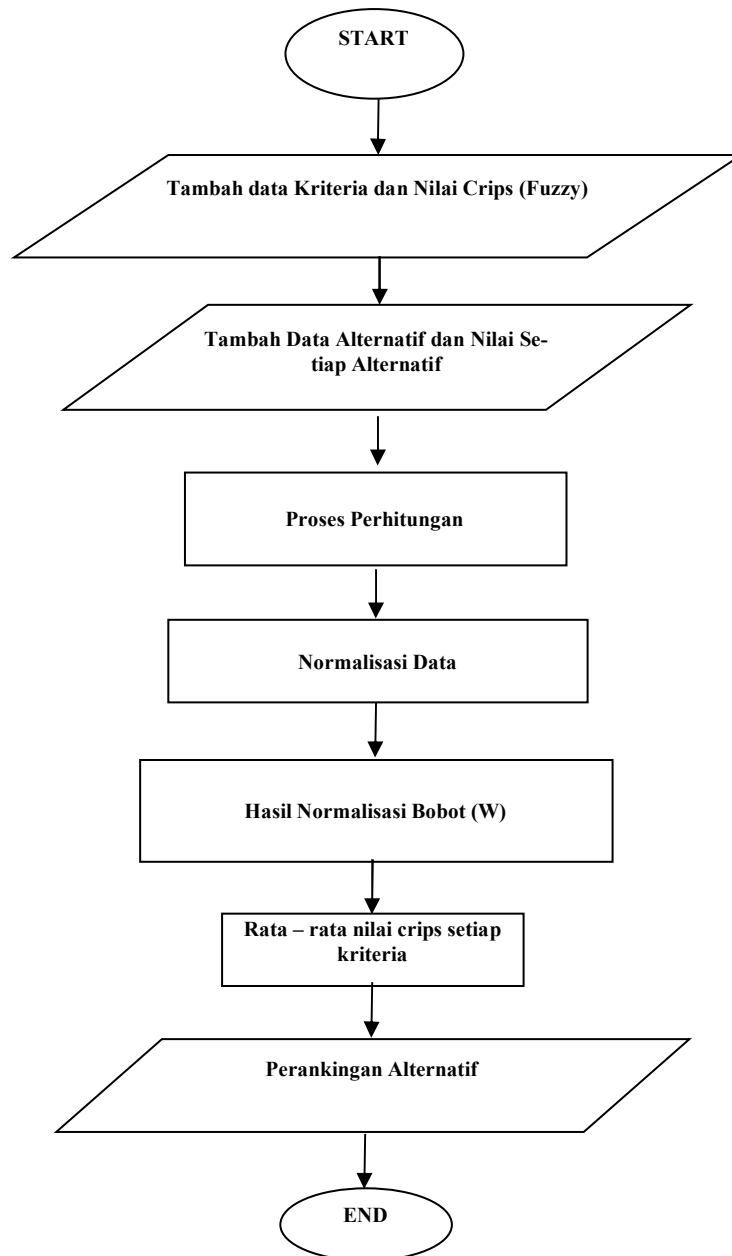 START
Tambah data Kriteria dan Nilai Crips (Fuzzy)
Tambah Data Alternatif dan Nilai Se-
tiap Alternatif
Proses Perhitungan
Normalisasi Data
Hasil Normalisasi Bobot (W)
Rata – rata nilai crips setiap
kriteria
Perankingan Alternatif
END